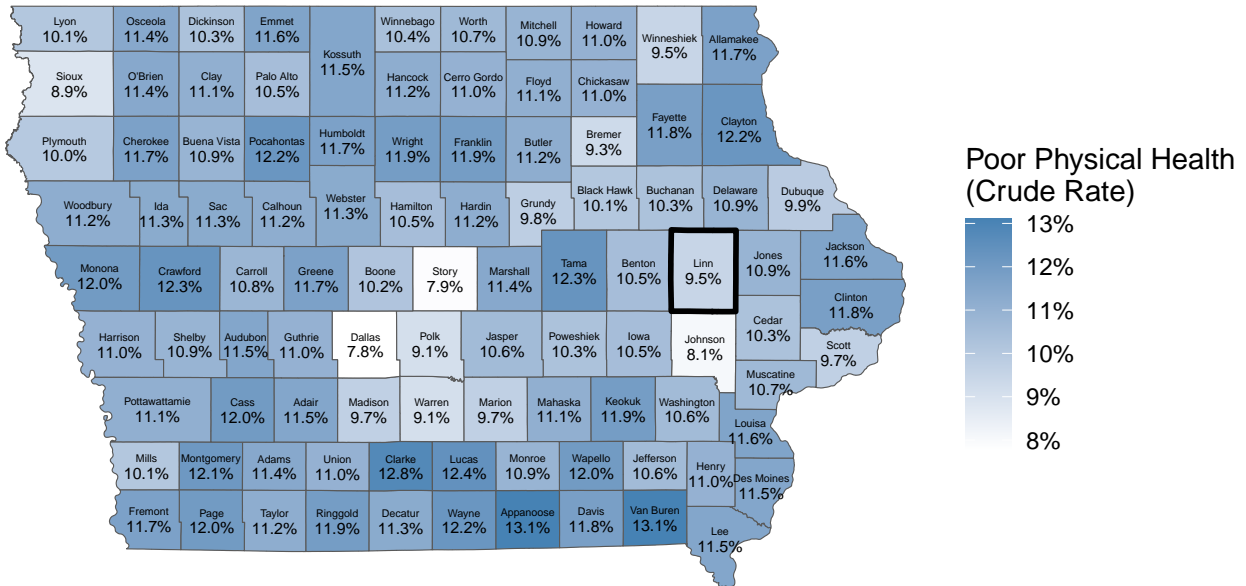 Lyon
10.1%
Osceola
11.4%
Dickinson
10.3%
Emmet
11.6%
Kossuth
11.5%
Winnebago
10.4%
Worth
10.7%
Mitchell
10.9%
Howard
11.0%
Winneshiek
9.5%
Allamakee
11.7%
Sioux
8.9%
O'Brien
11.4%
Clay
11.1%
Palo Alto
10.5%
Hancock
11.2%
Cerro Gordo
11.0%
Floyd
11.1%
Chickasaw
11.0%
Fayette
11.8%
Clayton
12.2%
Plymouth
10.0%
Cherokee
11.7%
Buena Vista
10.9%
Pocahontas
12.2%
Humboldt
11.7%
Wright
11.9%
Franklin
11.9%
Butler
11.2%
Bremer
9.3%
Woodbury
11.2%
Ida
11.3%
Sac
11.3%
Calhoun
11.2%
Webster
11.3%
Hamilton
10.5%
Hardin
11.2%
Grundy
9.8%
Black Hawk
10.1%
Buchanan
10.3%
Delaware
10.9%
Dubuque
9.9%
Monona
12.0%
Crawford
12.3%
Carroll
10.8%
Greene
11.7%
Boone
10.2%
Story
7.9%
Marshall
11.4%
Tama
12.3%
Benton
10.5%
Linn
9.5%
Jones
10.9%
Jackson
11.6%
Clinton
11.8%
Harrison
11.0%
Shelby
10.9%
Audubon
11.5%
Guthrie
11.0%
Dallas
7.8%
Polk
9.1%
Jasper
10.6%
Poweshiek
10.3%
Iowa
10.5%
Johnson
8.1%
Cedar
10.3%
Scott
9.7%
Muscatine
10.7%
Pottawattamie
11.1%
Cass
12.0%
Adair
11.5%
Madison
9.7%
Warren
9.1%
Marion
9.7%
Mahaska
11.1%
Keokuk
11.9%
Washington
10.6%
Louisa
11.6%
Mills
10.1%
Montgomery
12.1%
Adams
11.4%
Union
11.0%
Clarke
12.8%
Lucas
12.4%
Monroe
10.9%
Wapello
12.0%
Jefferson
10.6%
Henry
11.0%
Des Moines
11.5%
Fremont
11.7%
Page
12.0%
Taylor
11.2%
Ringgold
11.9%
Decatur
11.3%
Wayne
12.2%
Appanoose
13.1%
Davis
11.8%
Van Buren
13.1%
Lee
11.5%
Poor Physical Health
(Crude Rate)
13%
12%
11%
10%
9%
8%